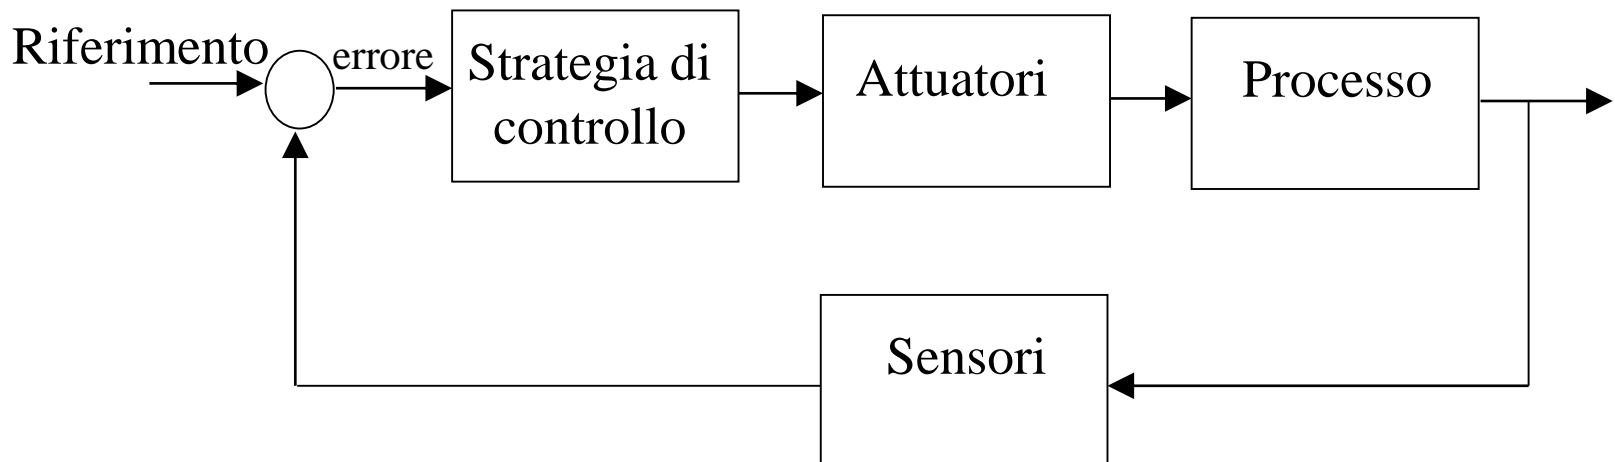 Riferimento
errore
Strategia di
controllo
Attuatori
Processo
Sensori